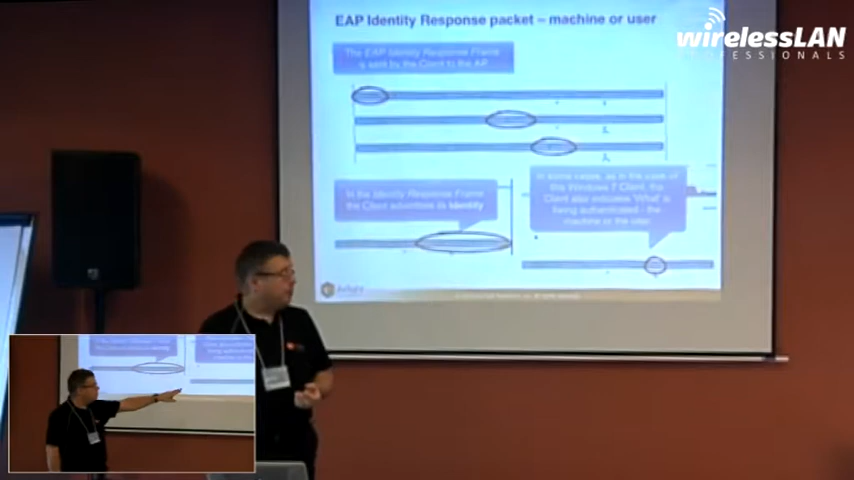 EAP Identity Response packet – machine or user
wirelessLAN
PROFESSIONALS
The EAP Identity Response Frame
is sent by the Client to the AP.
In the Identity Response Frame
the Client advertises its Identity
In some cases, as in the case of
this Windows 7 Client, the
Client also indicates 'What' is
being authenticated - the
machine or the user.